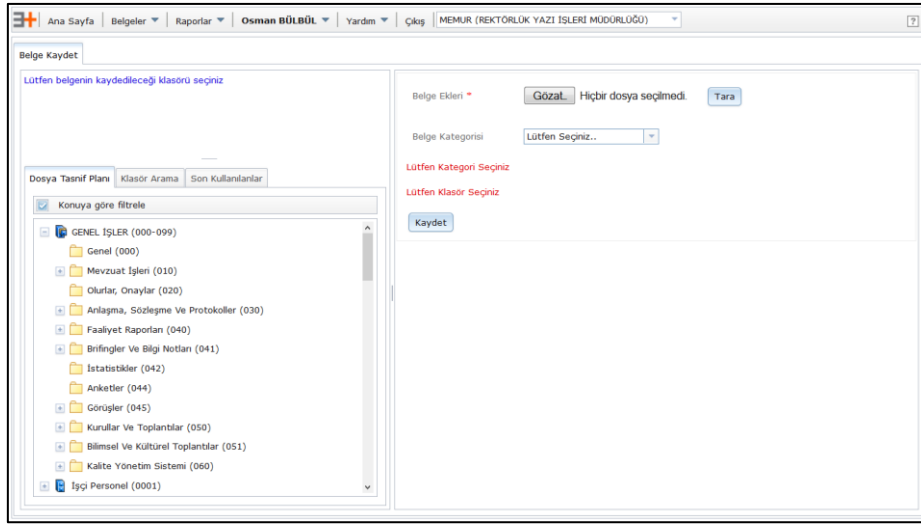 Ana Sayfa Belgeler Raporlar Osman BÜLBÜL Yardım Çıkış MEMUR (REKTÖRLÜK YAZI İŞLERİ MÜDÜRLÜĞÜ) ?
Belge Kaydet
Lütfen belgenin kaydedileceği klasörü seçiniz
Dosya Tasnif Planı Klasör Arama Son Kullanılanlar
Konuya göre filtrele
GENEL İŞLER (000-099)
Genel (000)
Mevzuat İşleri (010)
Olurlar, Onaylar (020)
Anlaşma, Sözleşme Ve Protokoller (030)
Faaliyet Raporları (040)
Brifingler Ve Bilgi Notları (041)
İstatistikler (042)
Anketler (044)
Görüşler (045)
Kurullar Ve Toplantılar (050)
Bilimsel Ve Kültürel Toplantılar (051)
Kalite Yönetim Sistemi (060)
İşçi Personel (0001)
Belge Ekleri * Gözat.. Hiçbir dosya seçilmedi. Tara
Belge Kategorisi Lütfen Seçiniz..
Lütfen Kategori Seçiniz
Lütfen Klasör Seçiniz
Kaydet